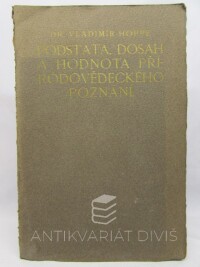 DR. VLADIMÍR HOPPE
PODSTATA, DOSAH
A HODNOTA PŘÍ
RODOVĚDECKÉHO
POZNÁNÍ.
ANTIKVARIÁT DIVIŠ